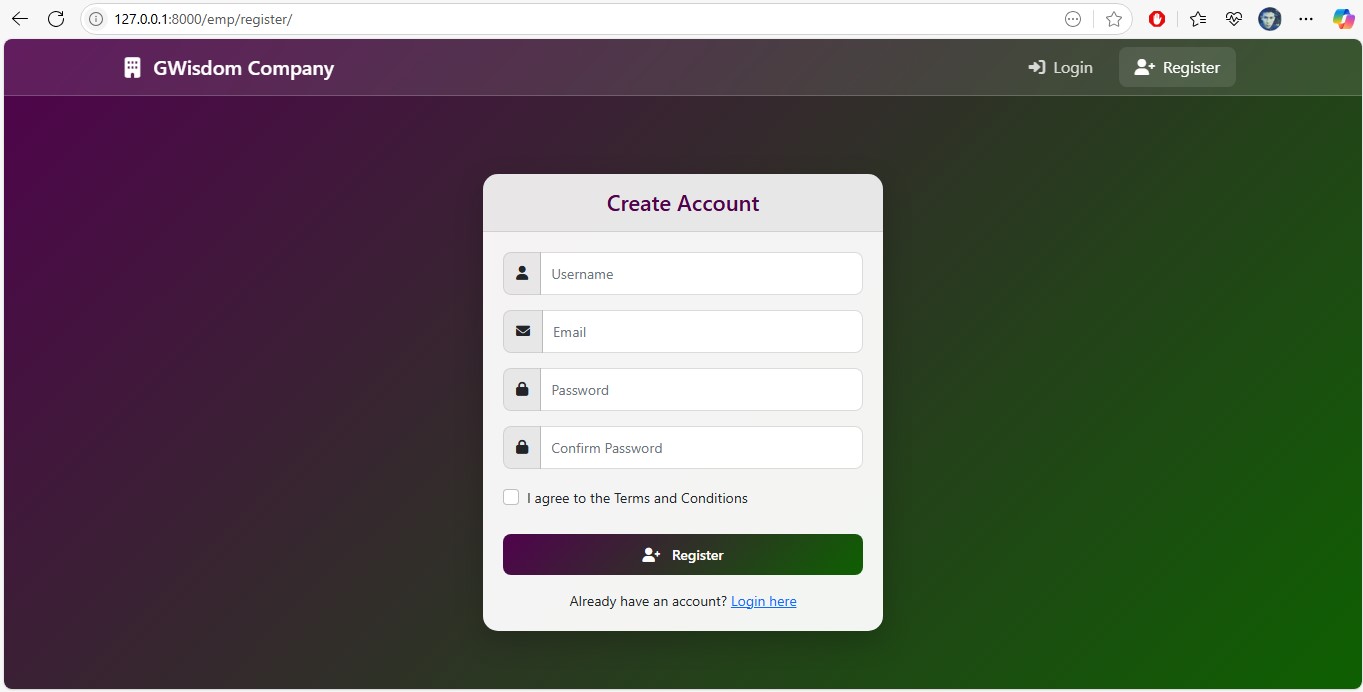 127.0.0.1:8000/emp/register/
GWisdom Company
Login
Register
Create Account
Username
Email
Password
Confirm Password
I agree to the Terms and Conditions
Register
Already have an account? Login here